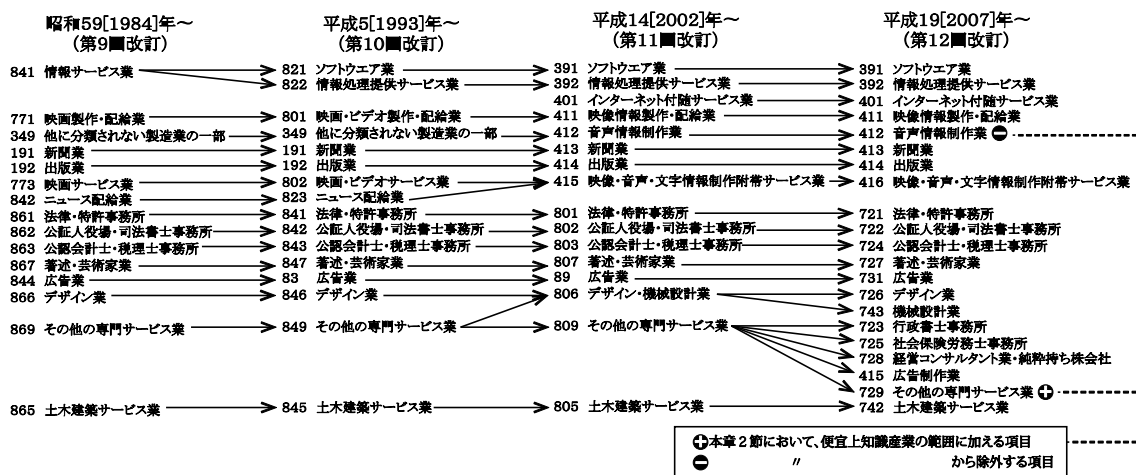 昭和59[1984]年～ 平成5[1993]年～ 平成14[2002]年～ 平成19[2007]年～
(第9■改訂) (第10■改訂) (第11■改訂) (第12■改訂)
841 情報サービス業 821 ソフトウエア業 391 ソフトウエア業 391 ソフトウエア業
822 情報処理提供サービス業 392 情報処理提供サービス業 392 情報処理提供サービス業
401 インターネット付随サービス業 401 インターネット付随サービス業
771 映画製作・配給業 801 映画・ビデオ製作・配給業 411 映像情報製作・配給業 411 映像情報製作・配給業
349 他に分類されない製造業の一部 349 他に分類されない製造業の一部 412 音声情報制作業 412 音声情報制作業 ⊖
191 新聞業 191 新聞業 413 新聞業 413 新聞業
192 出版業 192 出版業 414 出版業 414 出版業
773 映画サービス業 802 映画・ビデオサービス業 415 映像・音声・文字情報制作附帯サービス業 416 映像・音声・文字情報制作附帯サービス業
842 ニュース配給業 823 ニュース配給業
861 法律・特許事務所 841 法律・特許事務所 801 法律・特許事務所 721 法律・特許事務所
862 公証人役場・司法書士事務所 842 公証人役場・司法書士事務所 802 公証人役場・司法書士事務所 722 公証人役場・司法書士事務所
863 公認会計士・税理士事務所 843 公認会計士・税理士事務所 803 公認会計士・税理士事務所 724 公認会計士・税理士事務所
867 著述・芸術家業 847 著述・芸術家業 807 著述・芸術家業 727 著述・芸術家業
844 広告業 83 広告業 89 広告業 731 広告業
866 デザイン業 846 デザイン業 806 デザイン・機械設計業 726 デザイン業
743 機械設計業
869 その他の専門サービス業 849 その他の専門サービス業 809 その他の専門サービス業 723 行政書士事務所
725 社会保険労務士事務所
728 経営コンサルタント業・純粋持ち株会社
415 広告制作業
729 その他の専門サービス業 ⊕
865 土木建築サービス業 845 土木建築サービス業 805 土木建築サービス業 742 土木建築サービス業
⊕本章2節において、便宜上知識産業の範囲に加える項目
⊖ 〃 から除外する項目